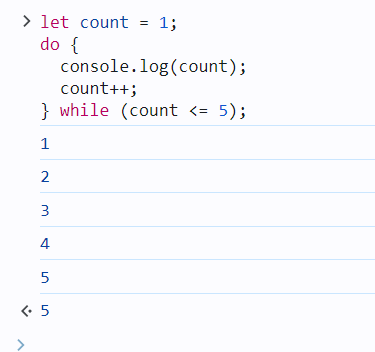 let count = 1;
do {
  console.log(count);
  count++;
} while (count <= 5);
1
2
3
4
5
5